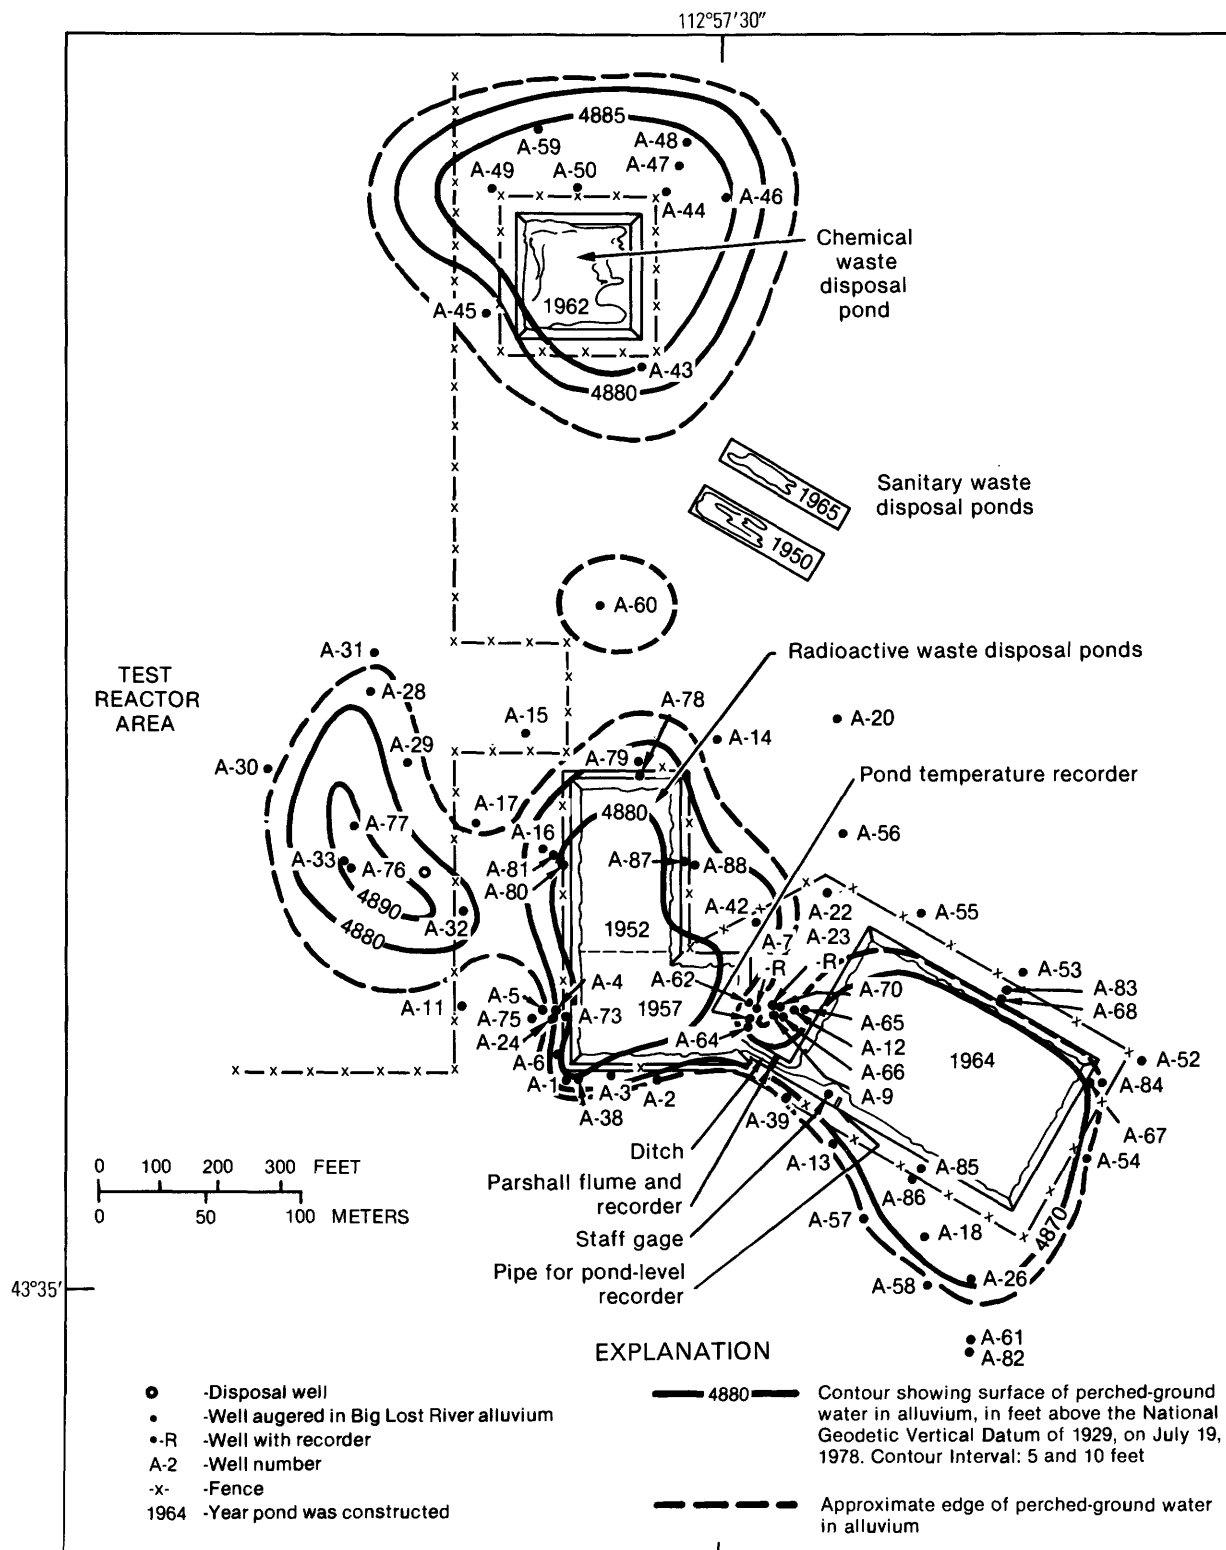 112°57'30"
4885
A-59
A-48
A-47
A-49
A-50
A-44
A-46
Chemical
waste
disposal
pond
1962
A-45
A-43
4880
Sanitary waste
disposal ponds
1965
1950
A-60
A-31
Radioactive waste disposal ponds
TEST
REACTOR
AREA
A-28
A-78
A-15
A-20
A-14
A-29
A-30
A-79
Pond temperature recorder
A-17
4880
A-77
A-16
A-56
A-33
A-76
A-81
A-87
A-88
A-80
4890
A-32
4880
A-42
A-22
A-55
1952
A-7
A-23
-R
-R
A-62
A-4
A-53
A-70
A-83
A-5
A-11
1957
A-68
A-75
A-73
A-65
A-24
A-64
A-12
A-6
1964
A-52
A-66
A-1
A-3
A-2
A-9
A-84
A-38
A-39
A-67
Ditch
A-13
A-54
0 100 200 300 FEET
A-85
Parshall flume and
recorder
A-86
0 50 100 METERS
A-57
A-18
4870
Staff gage
Pipe for pond-level
recorder
A-26
A-58
43°35'
A-61
A-82
EXPLANATION
-Disposal well
-Well augered in Big Lost River alluvium
-R -Well with recorder
A-2 -Well number
-x- -Fence
1964 -Year pond was constructed
4880 Contour showing surface of perched-ground
water in alluvium, in feet above the National
Geodetic Vertical Datum of 1929, on July 19,
1978. Contour Interval: 5 and 10 feet
Approximate edge of perched-ground water
in alluvium